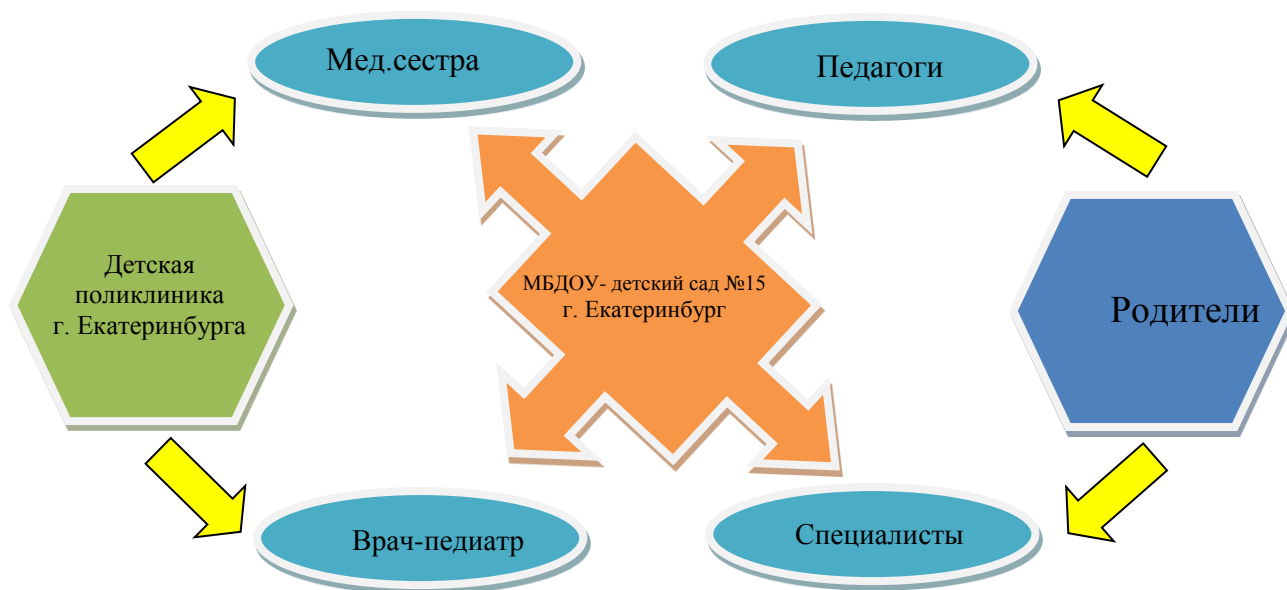 Мед.сестра
Педагоги
Детская
поликлиника
г. Екатеринбурга
МБДОУ- детский сад №15
г. Екатеринбург
Родители
Врач-педиатр
Специалисты